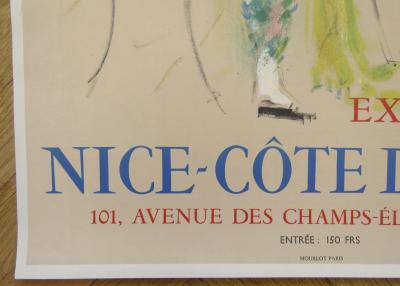 EX
NICE-CÔTE D
101, AVENUE DES CHAMPS-ÉL
ENTRÉE : 150 FRS
MOURLOT PARIS